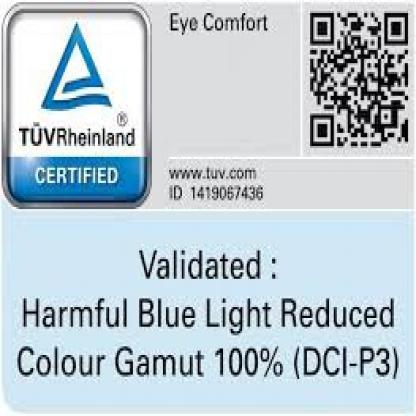 Eye Comfort
®
TÜVRheinland
CERTIFIED
www.tuv.com
ID 1419067436
Validated :
Harmful Blue Light Reduced
Colour Gamut 100% (DCI-P3)